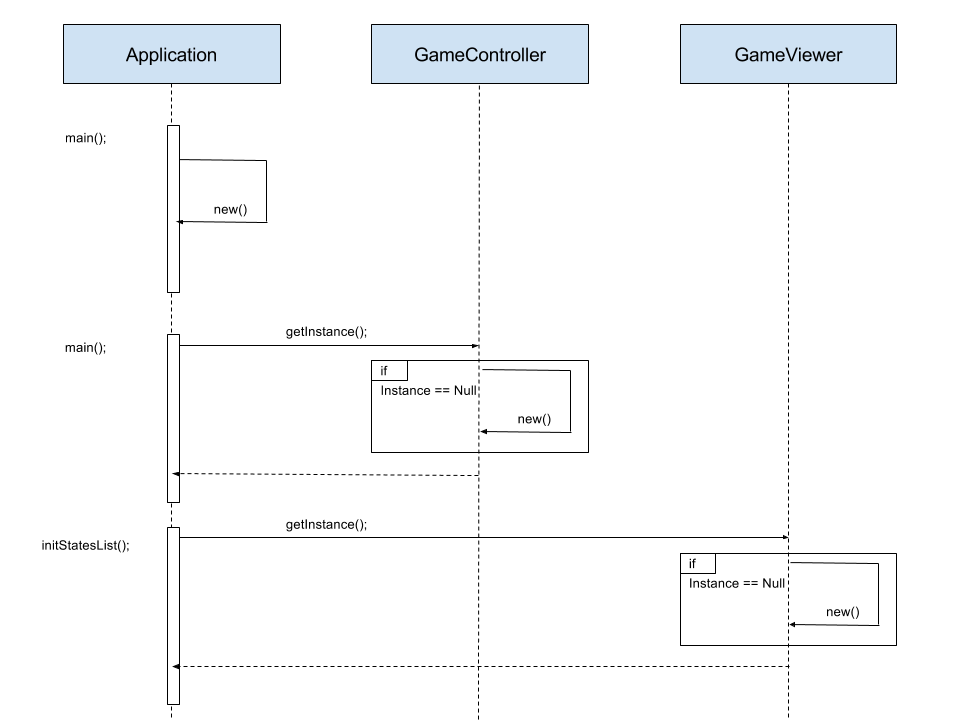 Application
GameController
GameViewer
main();
new()
main();
getInstance();
if
Instance == Null
new()
getInstance();
initStatesList();
if
Instance == Null
new()